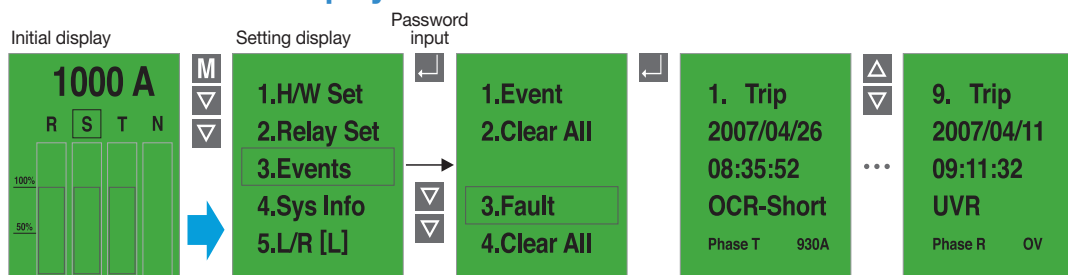 Initial display
Setting display
Password
input
1000 A
R S T N
100%
50%
M
1.H/W Set
2.Relay Set
3.Events
4.Sys Info
5.L/R [L]
1.Event
2.Clear All
3.Fault
4.Clear All
1. Trip
2007/04/26
08:35:52
OCR-Short
Phase T 930A
...
9. Trip
2007/04/11
09:11:32
UVR
Phase R OV